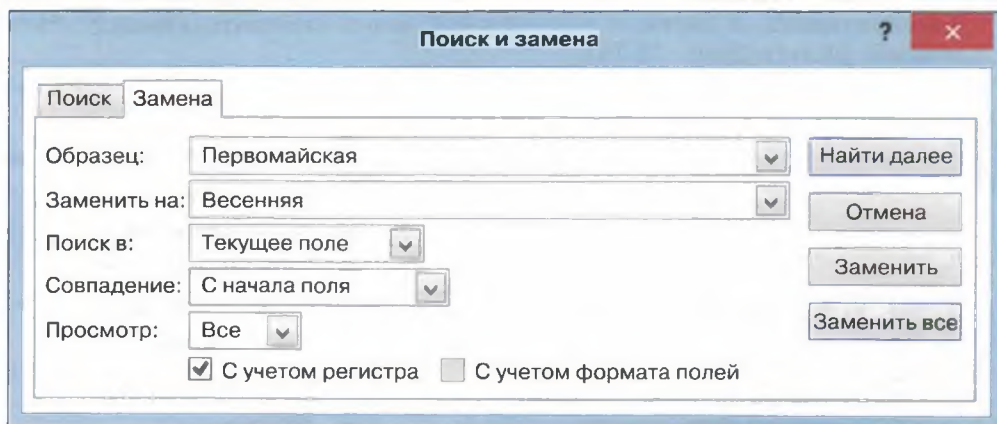 Поиск и замена ?
Поиск Замена
Образец: Первомайская Найти далее
Заменить на: Весенняя Отмена
Поиск в: Текущее поле Заменить
Совпадение: С начала поля Заменить все
Просмотр: Все
С учетом регистра С учетом формата полей